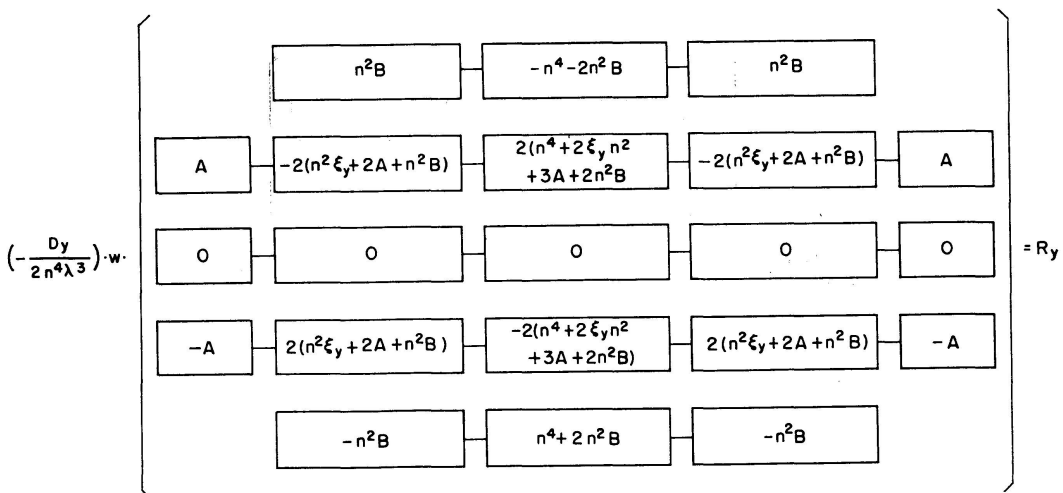 n²B -n⁴-2n²B n²B
A -2(n²ξy+2A+n²B) 2(n⁴+2ξyn² -2(n²ξy+2A+n²B) A
+3A+2n²B
(-Dy/2n⁴λ³)·w· 0 0 0 0 0 = Ry
-A 2(n²ξy+2A+n²B) -2(n⁴+2ξyn² 2(n²ξy+2A+n²B) -A
+3A+2n²B)
-n²B n⁴+2n²B -n²B